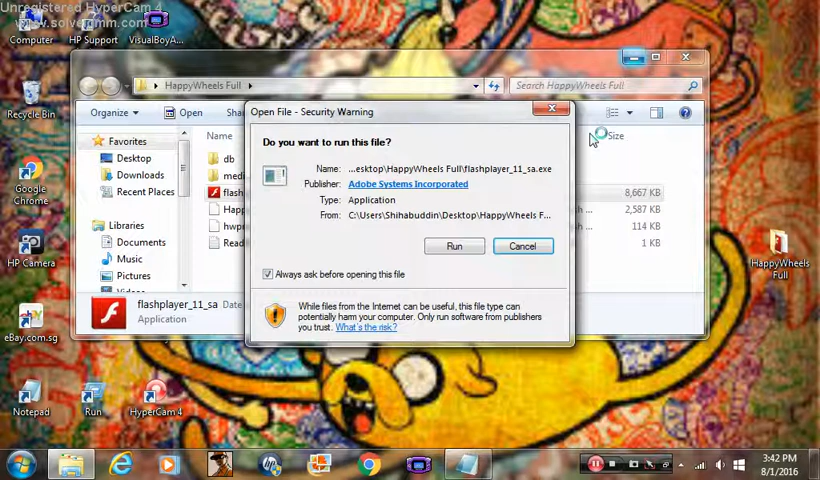 Unregistered HyperCam 4
www.solveigmm.com
Computer
HP Support
VisualBoyA...
HappyWheels Full
Search HappyWheels Full
Organize
Open
Open File - Security Warning
Recycle Bin
Favorites
Size
Do you want to run this file?
Desktop
db
Name: ...esktop\HappyWheels Full\flashplayer_11_sa.exe
Downloads
medi
Publisher: Adobe Systems Incorporated
Google Chrome
Recent Places
flash
Type: Application
8,667 KB
Libraries
From: C:\Users\Shihabuddin\Desktop\HappyWheels F...
2,587 KB
hwpr
114 KB
HP Camera
Documents
Read
Run
Cancel
1 KB
Music
HappyWheels Full
Pictures
Always ask before opening this file
flashplayer_11_sa
Application
While files from the Internet can be useful, this file type can
potentially harm your computer. Only run software from publishers
you trust. What's the risk?
eBay.com.sg
Notepad
Run
HyperCam 4
3:42 PM
8/1/2016